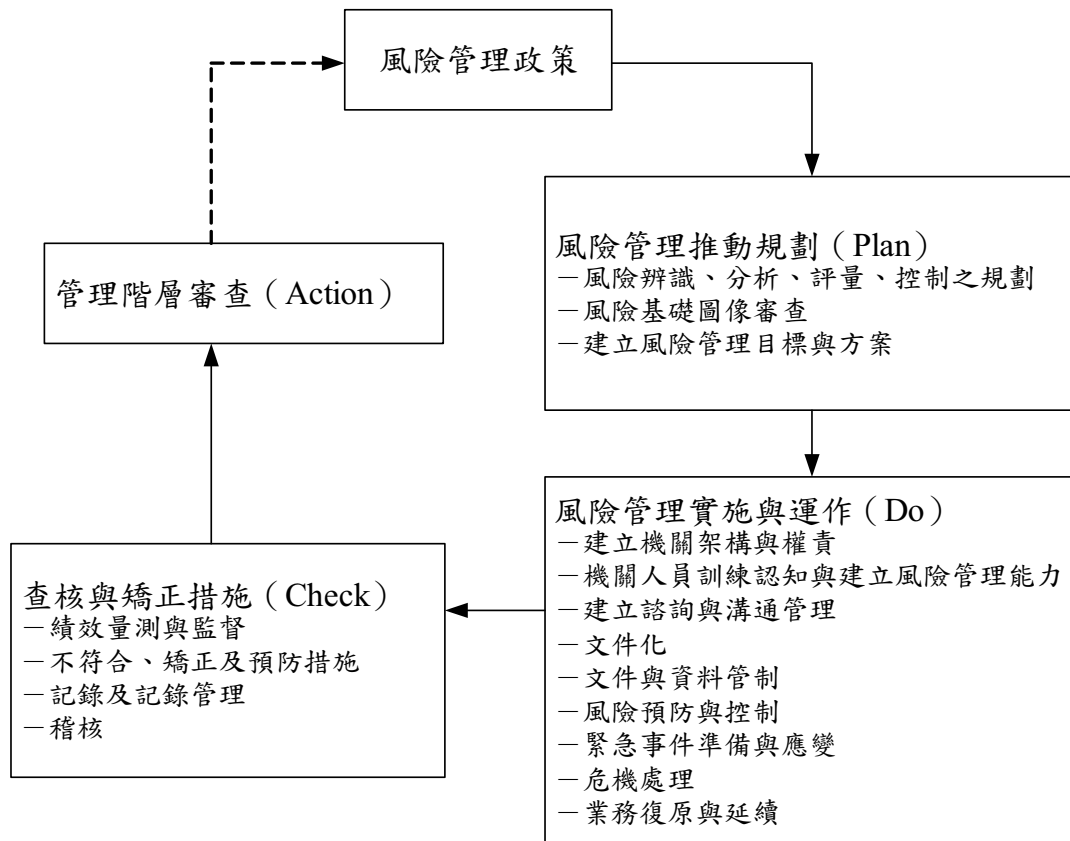 風險管理政策
風險管理推動規劃（Plan）
－風險辨識、分析、評量、控制之規劃
－風險基礎圖像審查
－建立風險管理目標與方案
風險管理實施與運作（Do）
－建立機關架構與權責
－機關人員訓練認知與建立風險管理能力
－建立諮詢與溝通管理
－文件化
－文件與資料管制
－風險預防與控制
－緊急事件準備與應變
－危機處理
－業務復原與延續
查核與矯正措施（Check）
－績效量測與監督
－不符合、矯正及預防措施
－記錄及記錄管理
－稽核
管理階層審查（Action）